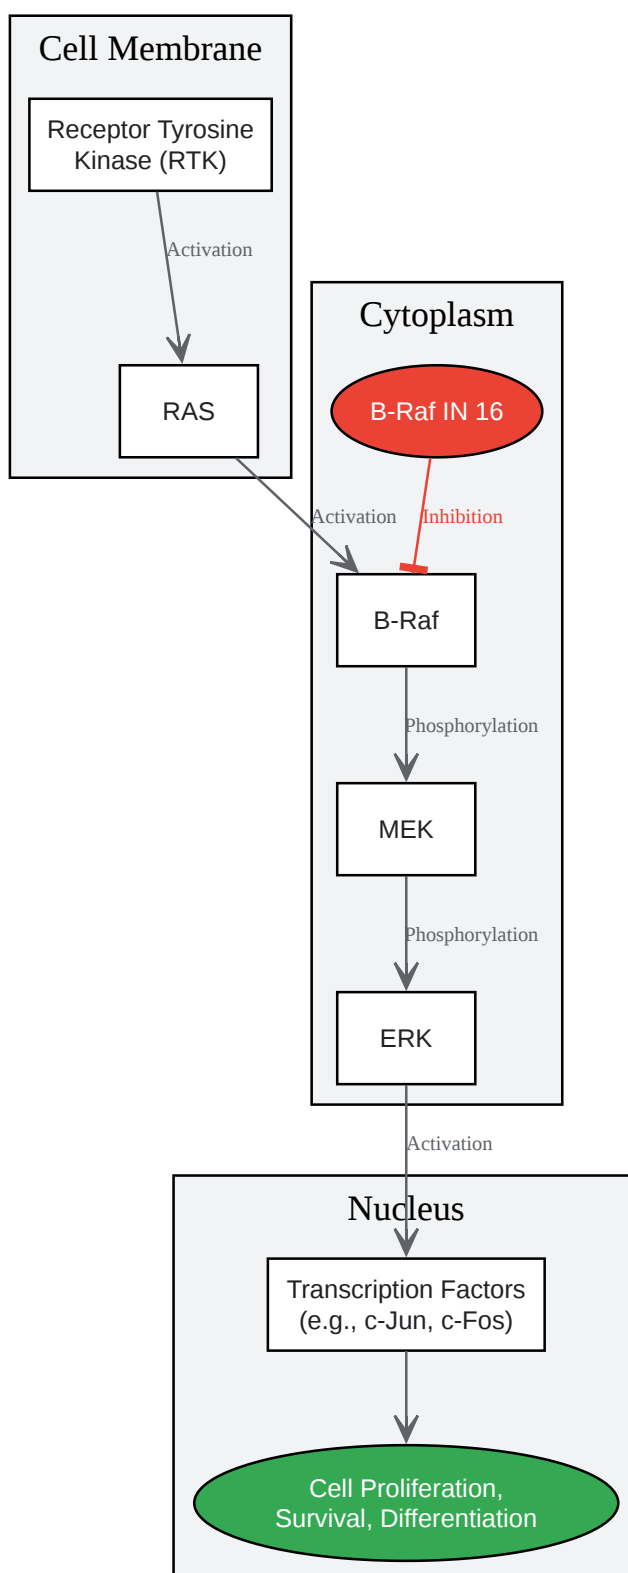 Cell Membrane
Receptor Tyrosine
Kinase (RTK)
Activation
RAS
Cytoplasm
B-Raf IN 16
Activation
Inhibition
B-Raf
Phosphorylation
MEK
Phosphorylation
ERK
Activation
Nucleus
Transcription Factors
(e.g., c-Jun, c-Fos)
Cell Proliferation,
Survival, Differentiation